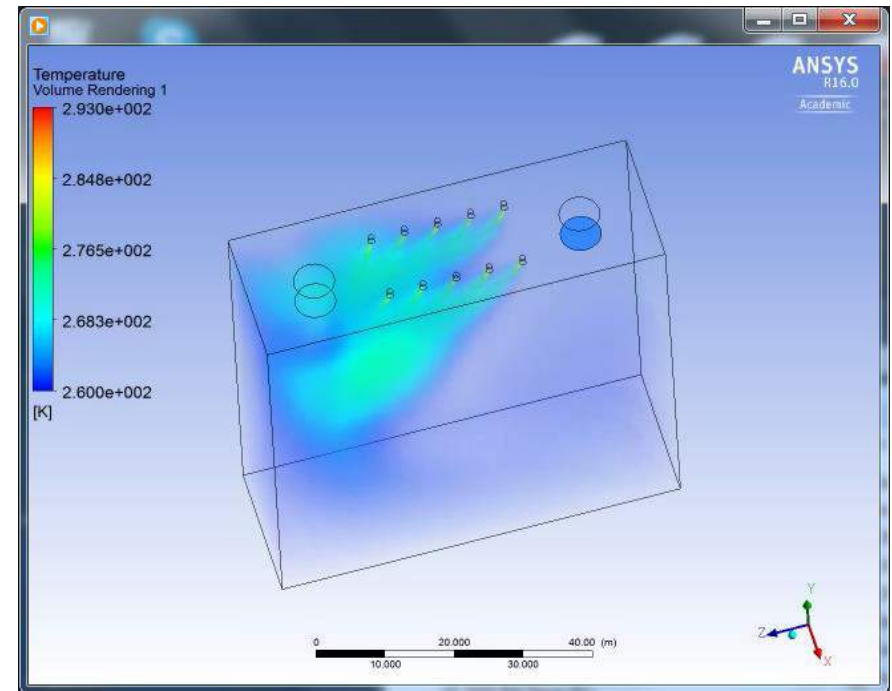 Temperature
Volume Rendering 1
2.930e+002
2.848e+002
2.765e+002
2.683e+002
2.600e+002
[K]
ANSYS
R16.0
Academic
0 20.000 40.00 (m)
10.000 30.000
Y
Z
X